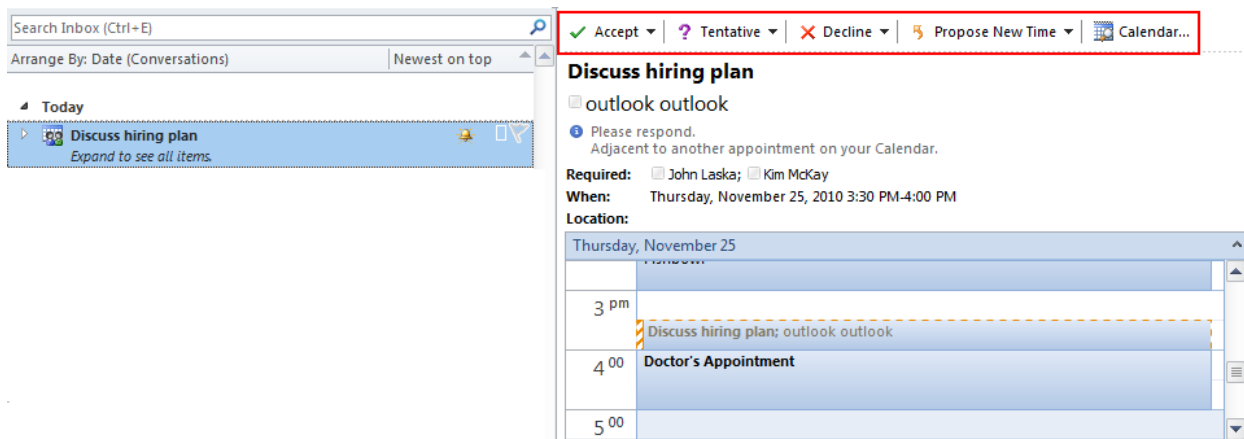 Search Inbox (Ctrl+E)
Arrange By: Date (Conversations) Newest on top
Today
Discuss hiring plan
Expand to see all items.
Accept Tentative Decline Propose New Time Calendar...
Discuss hiring plan
outlook outlook
Please respond.
Adjacent to another appointment on your Calendar.
Required: John Laska; Kim McKay
When: Thursday, November 25, 2010 3:30 PM-4:00 PM
Location:
Thursday, November 25
3 pm
Discuss hiring plan; outlook outlook
4 00 Doctor's Appointment
5 00